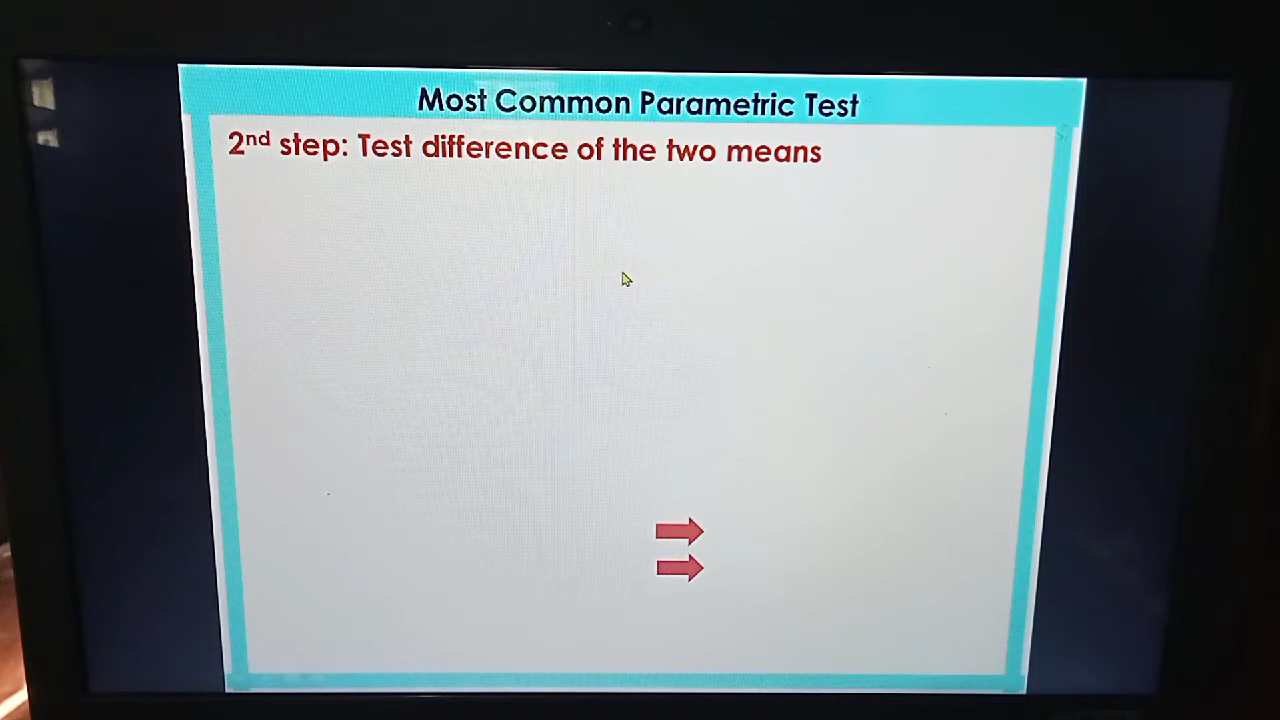 Most Common Parametric Test
2nd step: Test difference of the two means